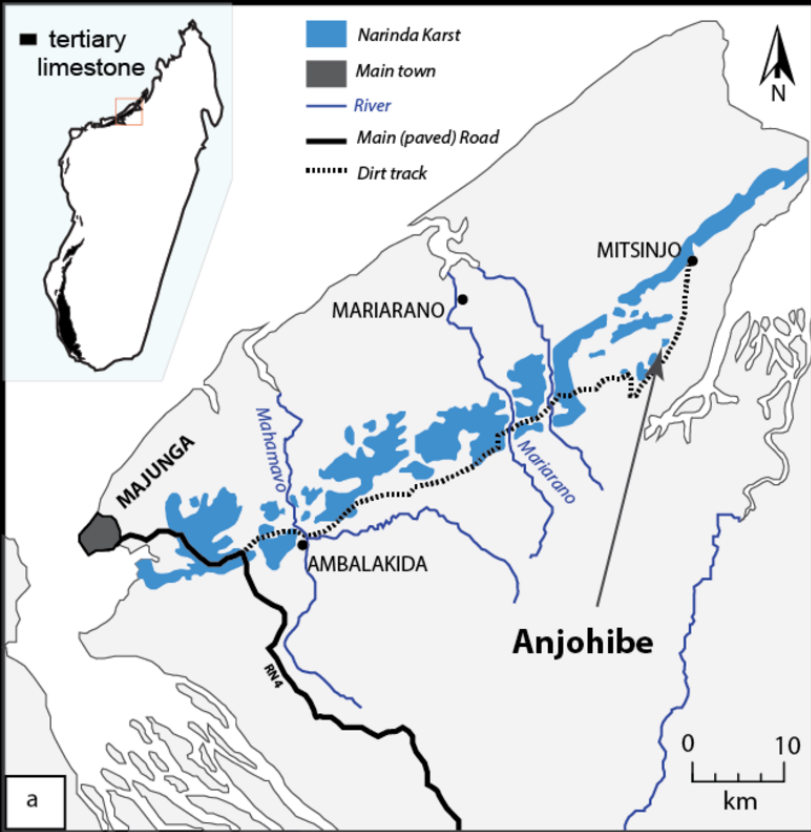 tertiary
limestone
Narinda Karst
Main town
River
Main (paved) Road
Dirt track
N
MITSINJO
MARIARANO
Mahamavo
MAJUNGA
Mariarano
AMBALAKIDA
Anjohibe
RN4
0 10
km
a